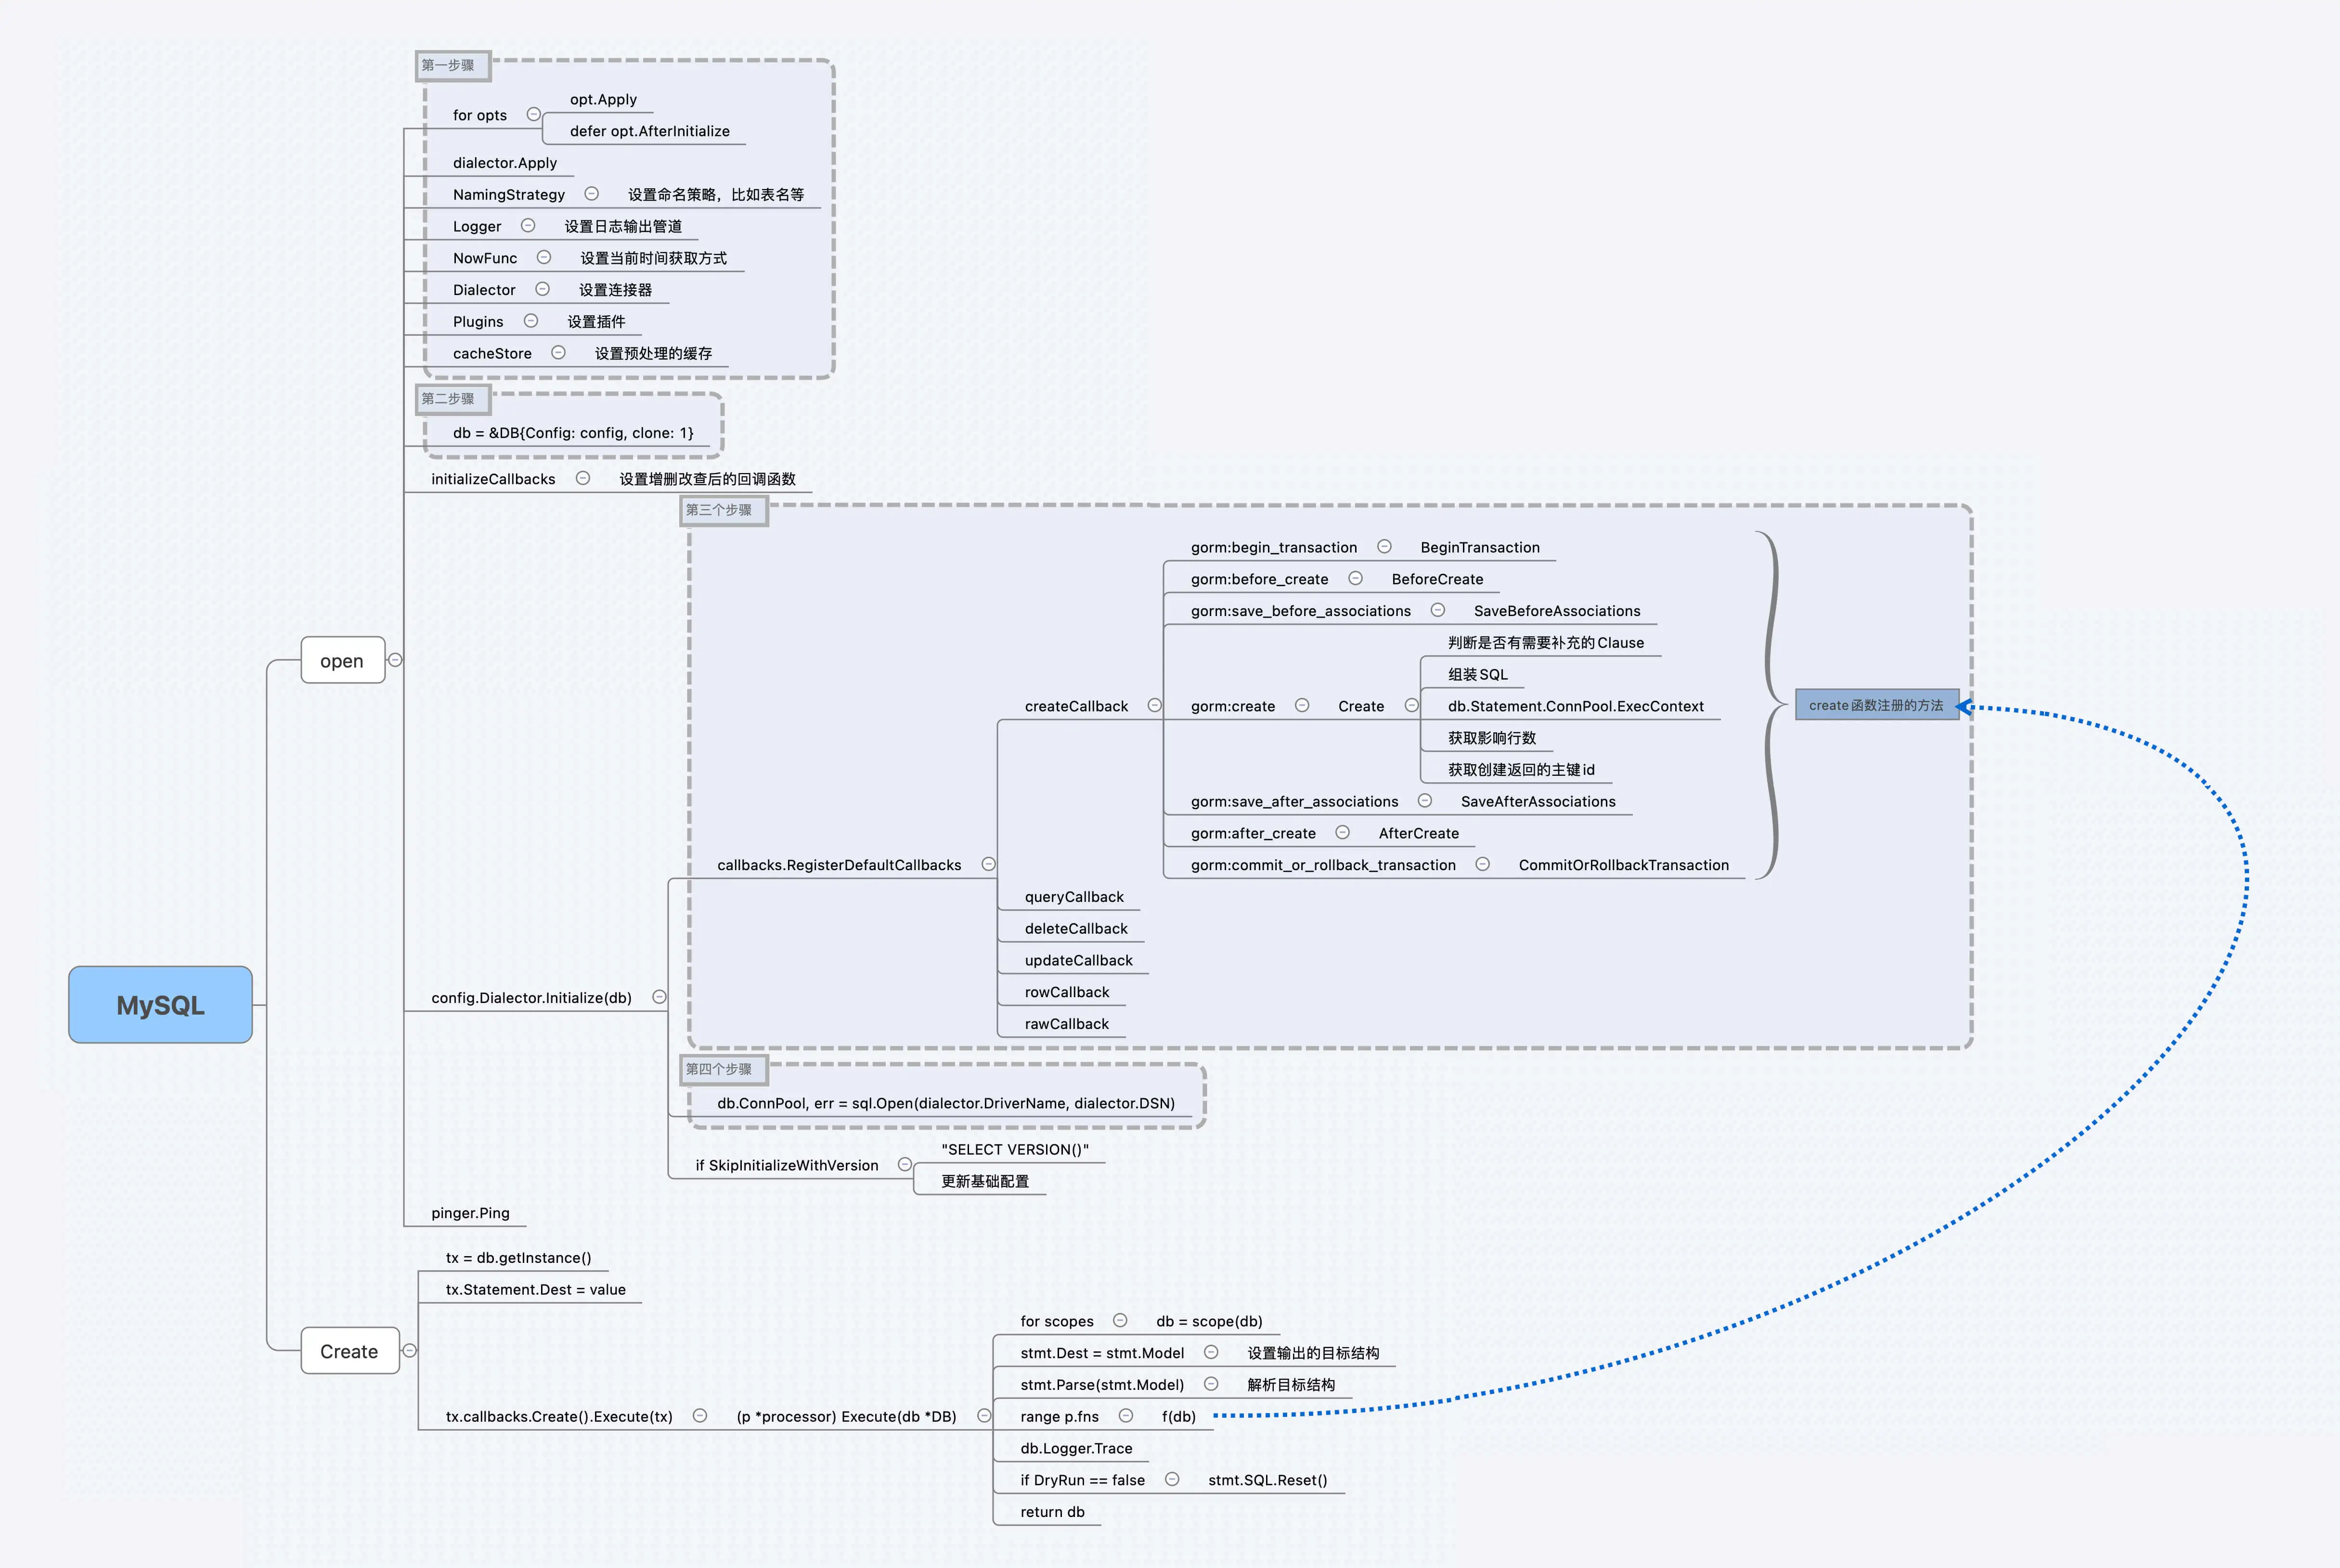 第一步骤
for opts
opt.Apply
defer opt.AfterInitialize
dialector.Apply
NamingStrategy 设置命名策略，比如表名等
Logger 设置日志输出管道
NowFunc 设置当前时间获取方式
Dialector 设置连接器
Plugins 设置插件
cacheStore 设置预处理的缓存
第二步骤
db = &DB{Config: config, clone: 1}
initializeCallbacks 设置增删改查后的回调函数
第三个步骤
gorm:begin_transaction BeginTransaction
gorm:before_create BeforeCreate
gorm:save_before_associations SaveBeforeAssociations
判断是否有需要补充的Clause
组装SQL
createCallback gorm:create Create db.Statement.ConnPool.ExecContext
create函数注册的方法
获取影响行数
获取创建返回的主键id
gorm:save_after_associations SaveAfterAssociations
gorm:after_create AfterCreate
callbacks.RegisterDefaultCallbacks
gorm:commit_or_rollback_transaction CommitOrRollbackTransaction
queryCallback
deleteCallback
updateCallback
rowCallback
rawCallback
open
config.Dialector.Initialize(db)
MySQL
第四个步骤
db.ConnPool, err = sql.Open(dialector.DriverName, dialector.DSN)
if SkipInitializeWithVersion
"SELECT VERSION()"
更新基础配置
pinger.Ping
Create
tx = db.getInstance()
tx.Statement.Dest = value
for scopes db = scope(db)
stmt.Dest = stmt.Model 设置输出的目标结构
stmt.Parse(stmt.Model) 解析目标结构
tx.callbacks.Create().Execute(tx) (p *processor) Execute(db *DB) range p.fns f(db)
db.Logger.Trace
if DryRun == false stmt.SQL.Reset()
return db